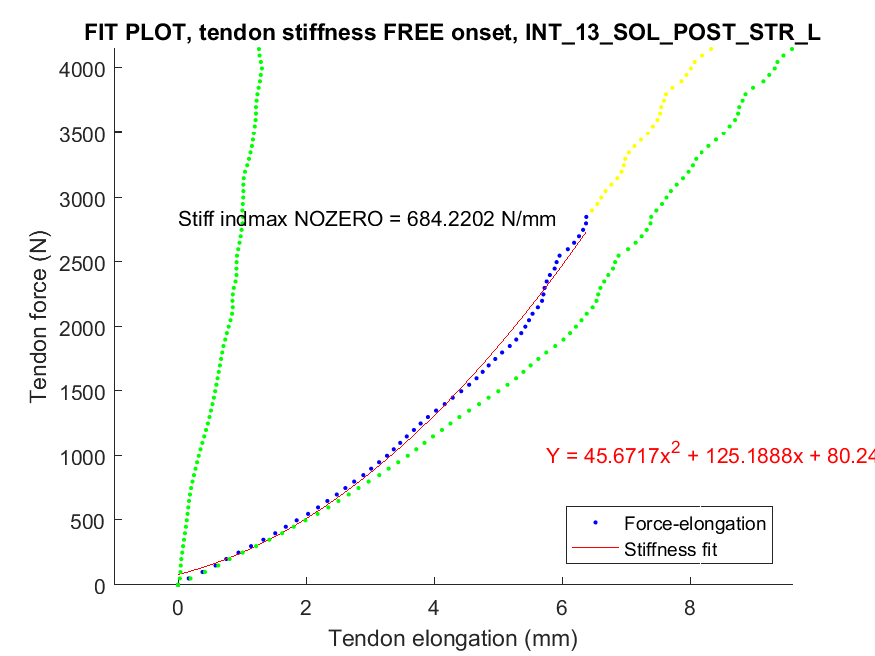 FIT PLOT, tendon stiffness FREE onset, INT_13_SOL_POST_STR_L
4000
3500
3000
Stiff indmax NOZERO = 684.2202 N/mm
2500
2000
1500
1000
500
0
Tendon force (N)
Y = 45.6717x² + 125.1888x + 80.24
Force-elongation
Stiffness fit
0 2 4 6 8
Tendon elongation (mm)